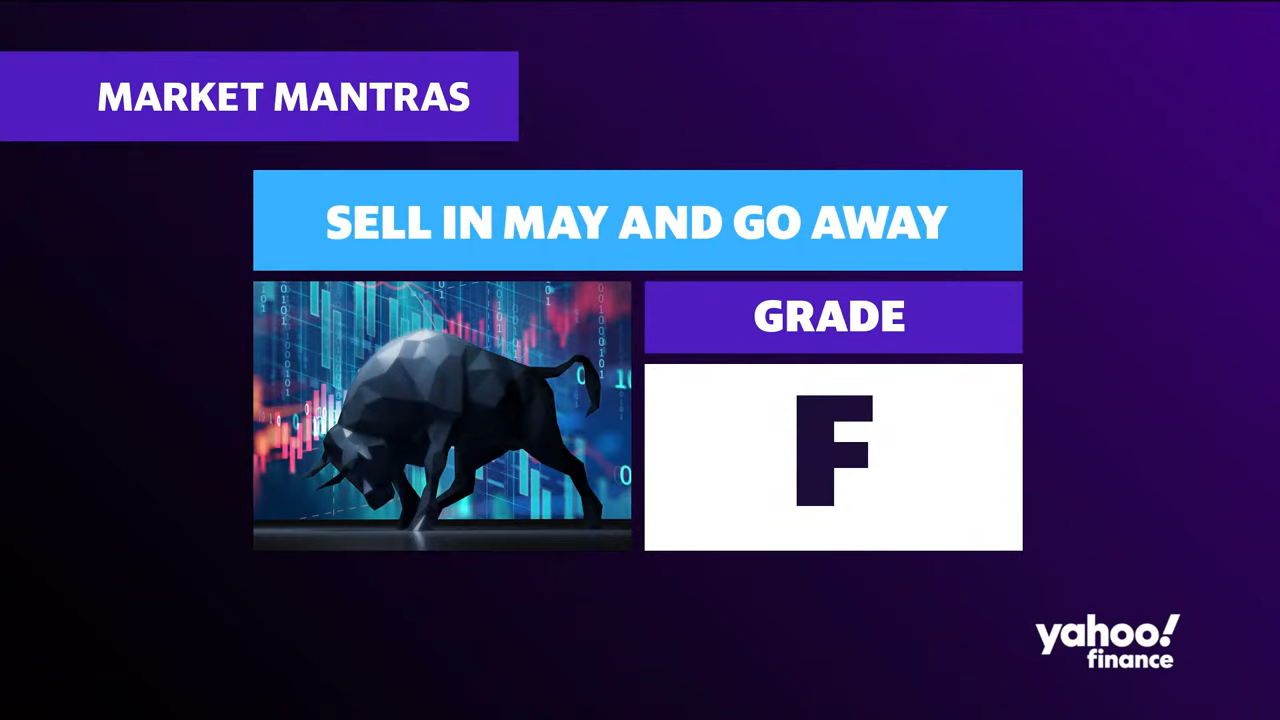 MARKET MANTRAS
SELL IN MAY AND GO AWAY
GRADE
F
yahoo!
finance